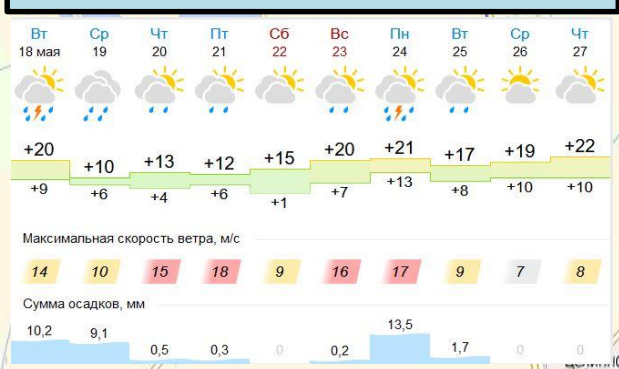 Вт Ср Чт Пт Сб Вс Пн Вт Ср Чт
18 мая 19 20 21 22 23 24 25 26 27
+20 +10 +13 +12 +15 +20 +21 +17 +19 +22
+9 +6 +4 +6 +1 +7 +13 +8 +10 +10
Максимальная скорость ветра, м/с
14 10 15 18 9 16 17 9 7 8
Сумма осадков, мм
10,2 9,1 0,5 0,3 0 0,2 13,5 1,7 0 0